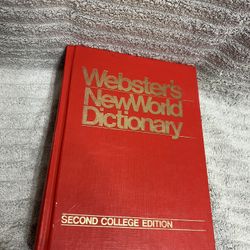 Webster's
NewWorld
Dictionary
SECOND COLLEGE EDITION